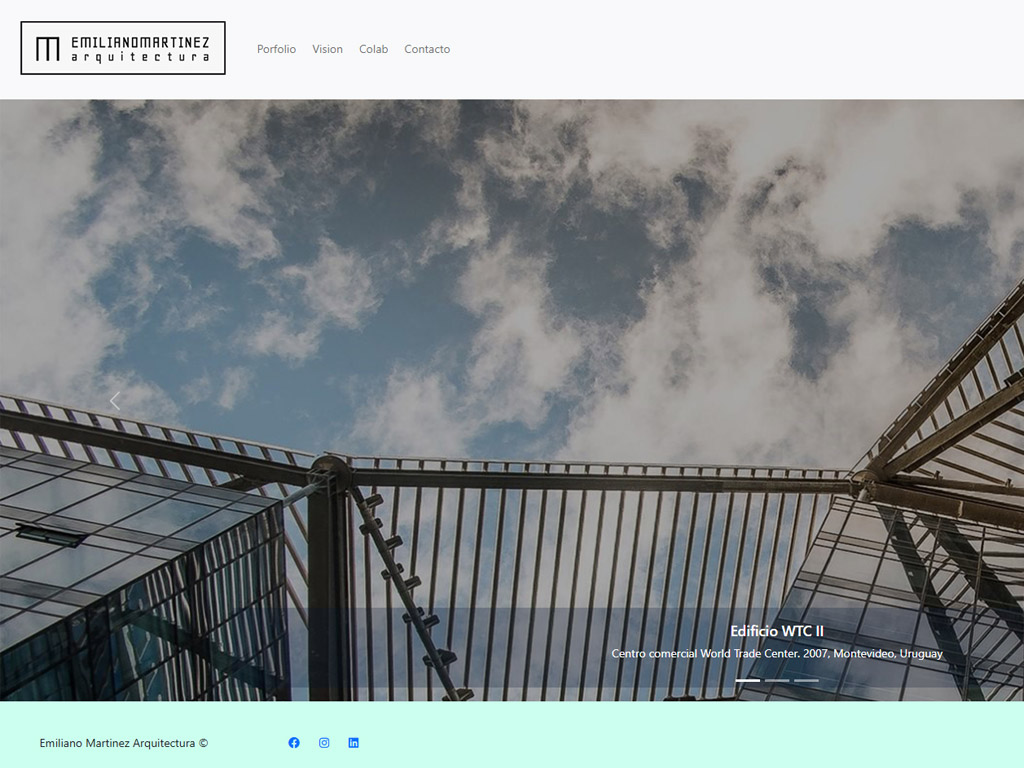 EMILIANOMARTINEZ
arquitectura
Porfolio Vision Colab Contacto
Edificio WTC II
Centro comercial World Trade Center. 2007, Montevideo, Uruguay
Emiliano Martinez Arquitectura ©